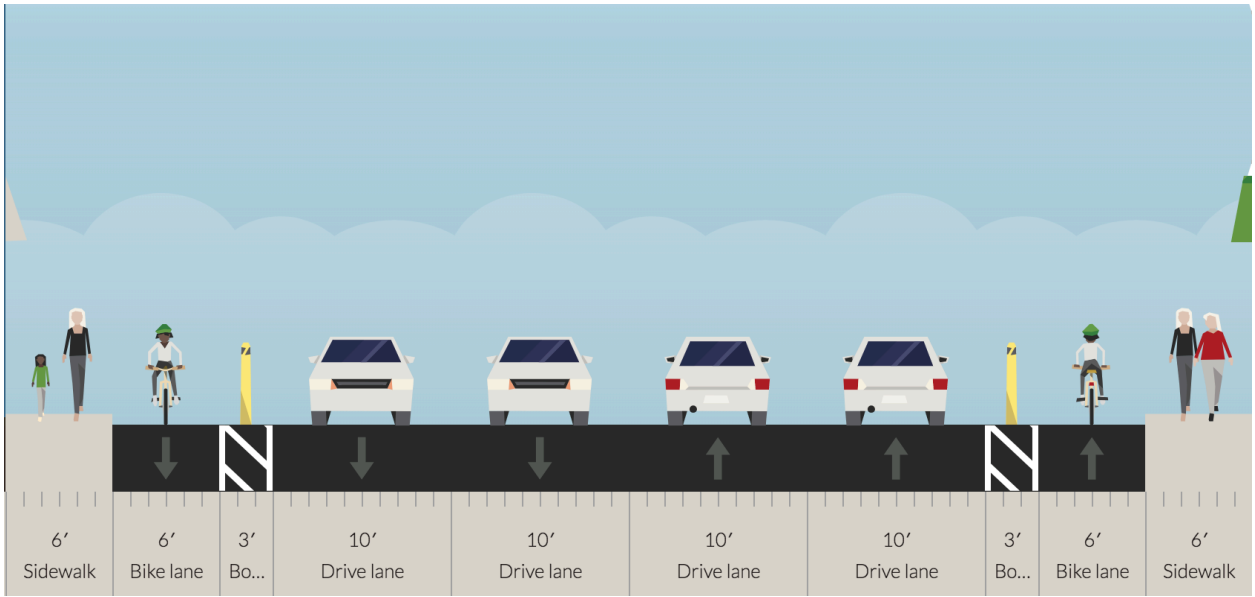 6′ 6′ 3′ 10′ 10′ 10′ 10′ 3′ 6′ 6′
Sidewalk Bike lane Bo... Drive lane Drive lane Drive lane Drive lane Bo... Bike lane Sidewalk